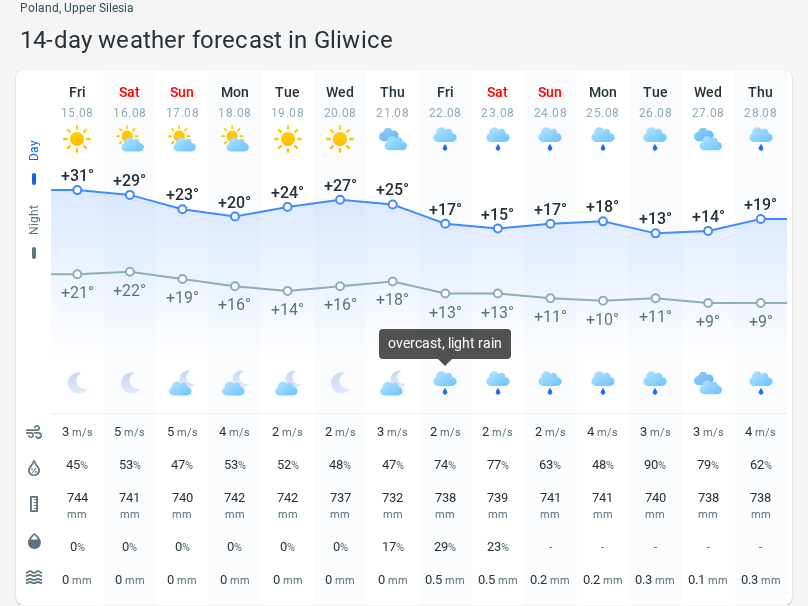 Poland, Upper Silesia
14-day weather forecast in Gliwice
Fri Sat Sun Mon Tue Wed Thu Fri Sat Sun Mon Tue Wed Thu
15.08 16.08 17.08 18.08 19.08 20.08 21.08 22.08 23.08 24.08 25.08 26.08 27.08 28.08
Day
+31° +29° +23° +20° +24° +27° +25° +17° +15° +17° +18° +13° +14° +19°
Night
+21° +22° +19° +16° +14° +16° +18° +13° +13° +11° +10° +11° +9° +9°
overcast, light rain
3 m/s 5 m/s 5 m/s 4 m/s 2 m/s 2 m/s 3 m/s 2 m/s 2 m/s 2 m/s 4 m/s 3 m/s 3 m/s 4 m/s
45% 53% 47% 53% 52% 48% 47% 74% 77% 63% 48% 90% 79% 62%
744 741 740 742 742 737 732 738 739 741 741 740 738 738
mm mm mm mm mm mm mm mm mm mm mm mm mm mm
0% 0% 0% 0% 0% 0% 17% 29% 23% - - - - -
0 mm 0 mm 0 mm 0 mm 0 mm 0 mm 0 mm 0.5 mm 0.5 mm 0.2 mm 0.2 mm 0.3 mm 0.1 mm 0.3 mm